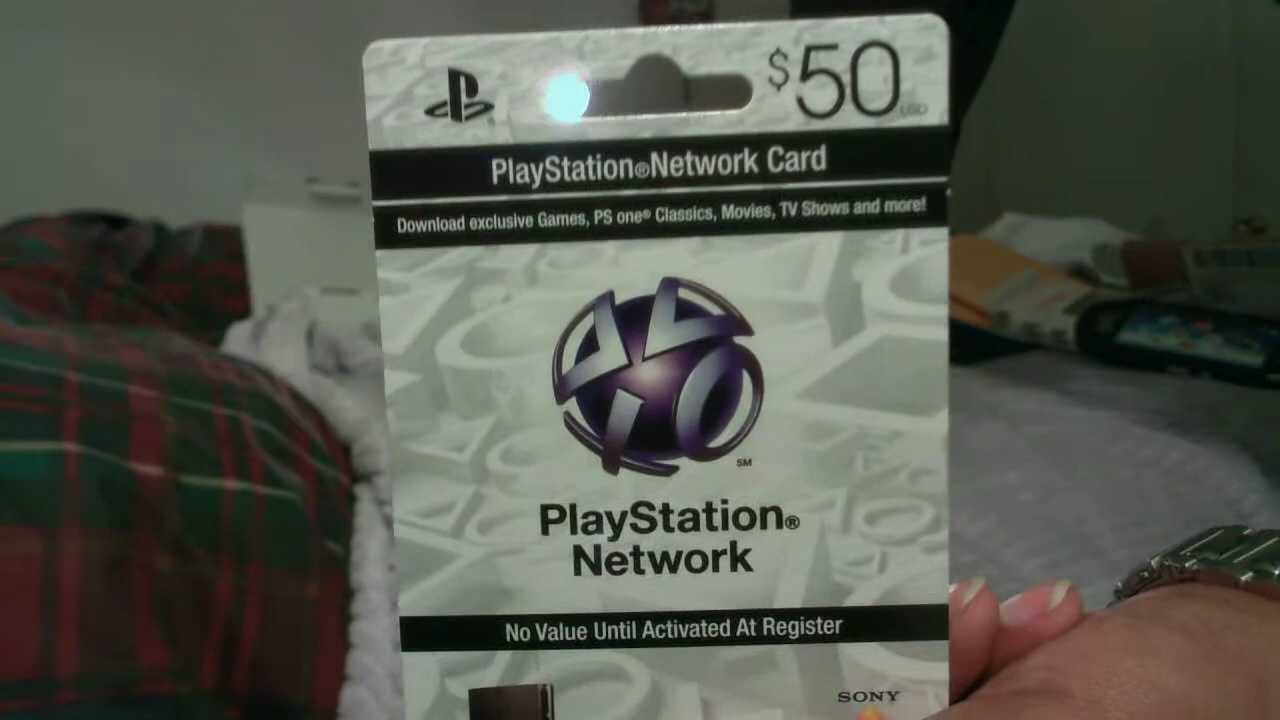 $50 USD
PlayStation®Network Card
Download exclusive Games, PS one® Classics, Movies, TV Shows and more!
SM
PlayStation®
Network
No Value Until Activated At Register
SONY